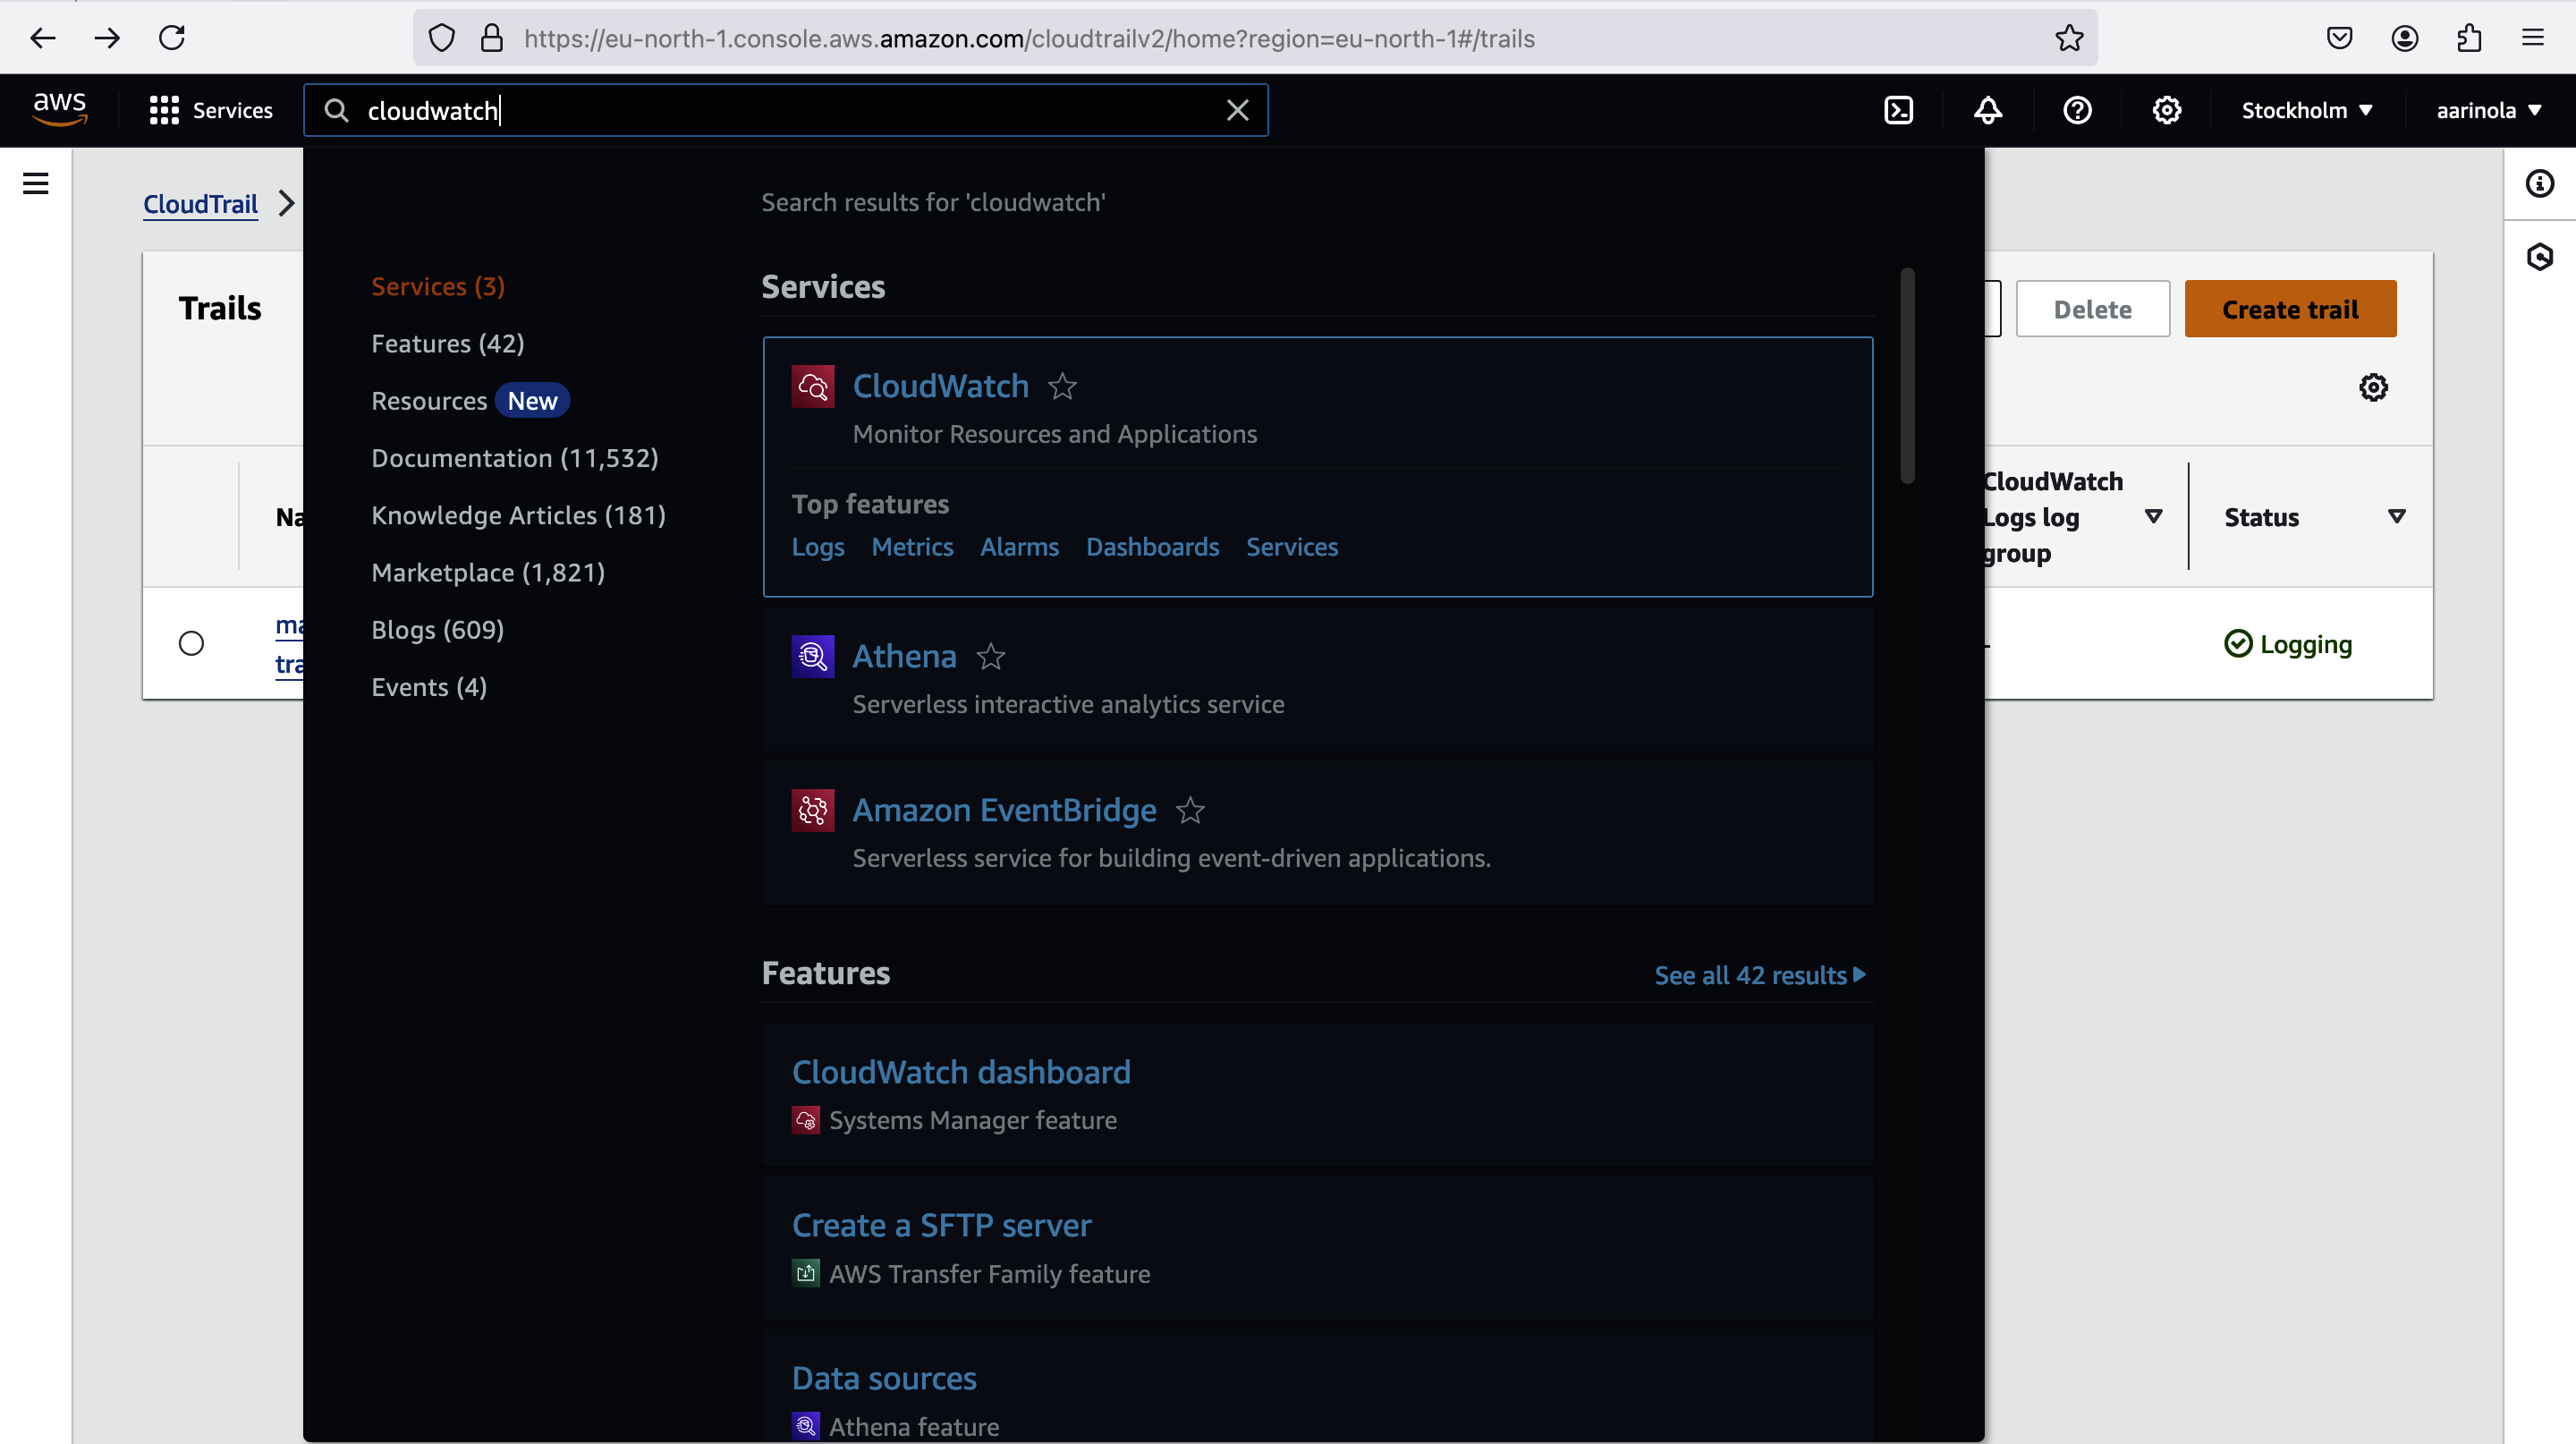 https://eu-north-1.console.aws.amazon.com/cloudtrailv2/home?region=eu-north-1#/trails
aws
Services
cloudwatch
Stockholm
aarinola
CloudTrail
Search results for 'cloudwatch'
Services (3)
Features (42)
Resources New
Documentation (11,532)
Knowledge Articles (181)
Marketplace (1,821)
Blogs (609)
Events (4)
Services
CloudWatch
Monitor Resources and Applications
Top features
Logs Metrics Alarms Dashboards Services
Athena
Serverless interactive analytics service
Amazon EventBridge
Serverless service for building event-driven applications.
Features
See all 42 results
CloudWatch dashboard
Systems Manager feature
Create a SFTP server
AWS Transfer Family feature
Data sources
Athena feature
Trails
Delete
Create trail
Na
CloudWatch
Logs log
group
Status
ma
tra
-
Logging